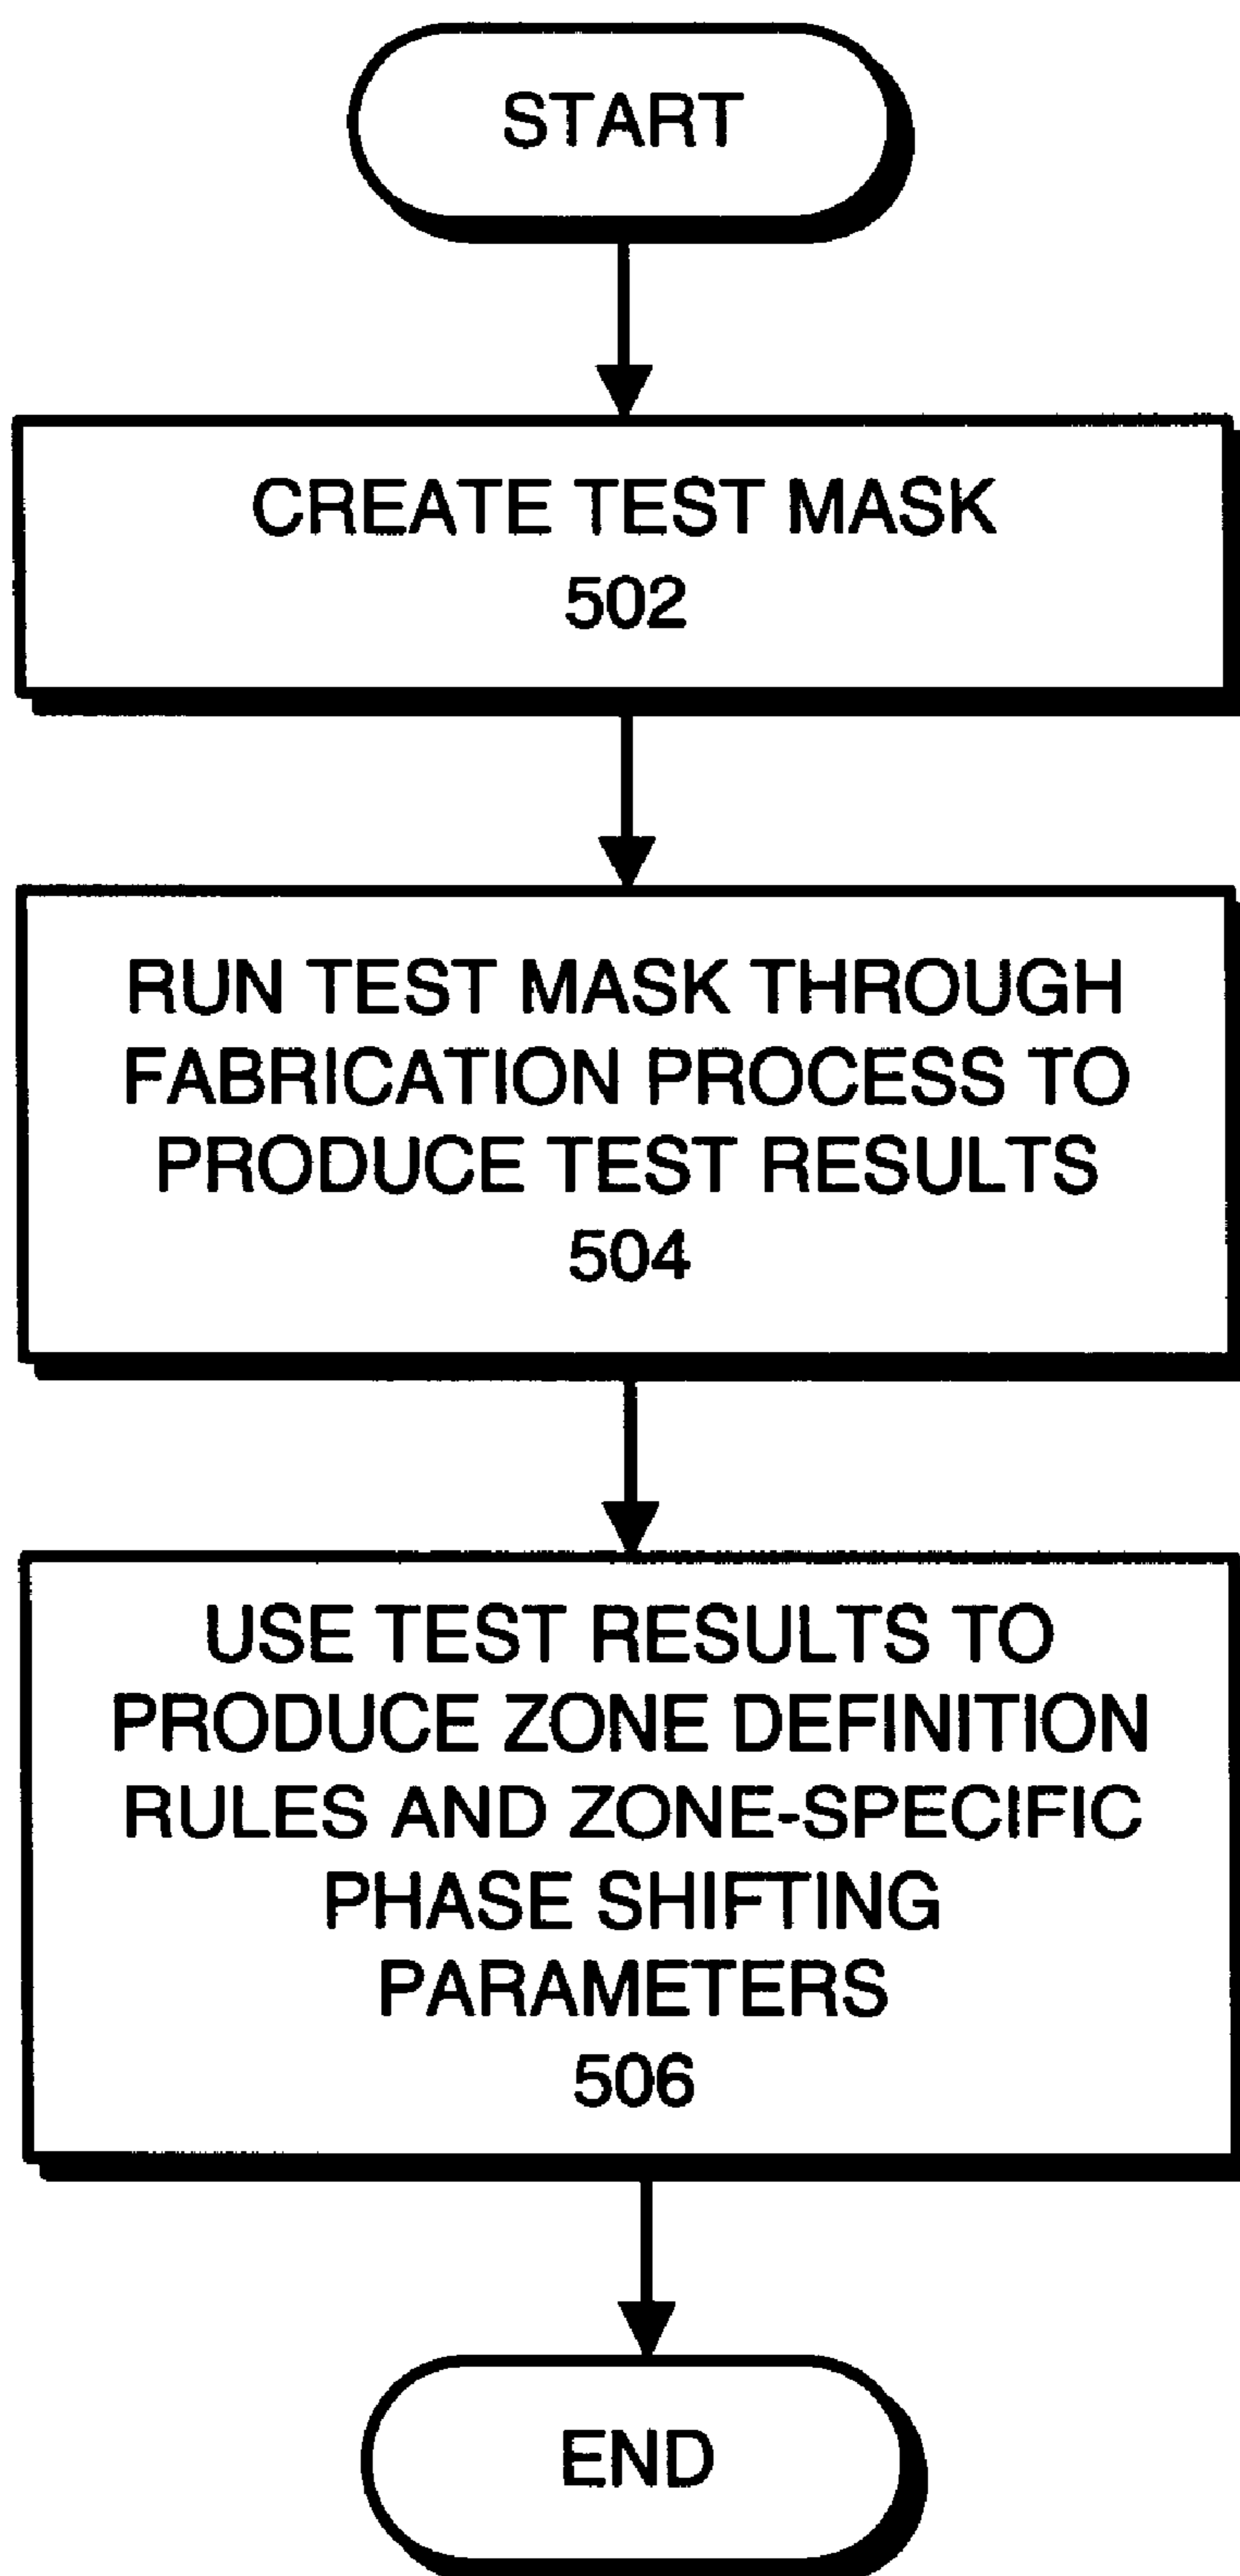 START
CREATE TEST MASK
502
RUN TEST MASK THROUGH
FABRICATION PROCESS TO
PRODUCE TEST RESULTS
504
USE TEST RESULTS TO
PRODUCE ZONE DEFINITION
RULES AND ZONE-SPECIFIC
PHASE SHIFTING
PARAMETERS
506
END